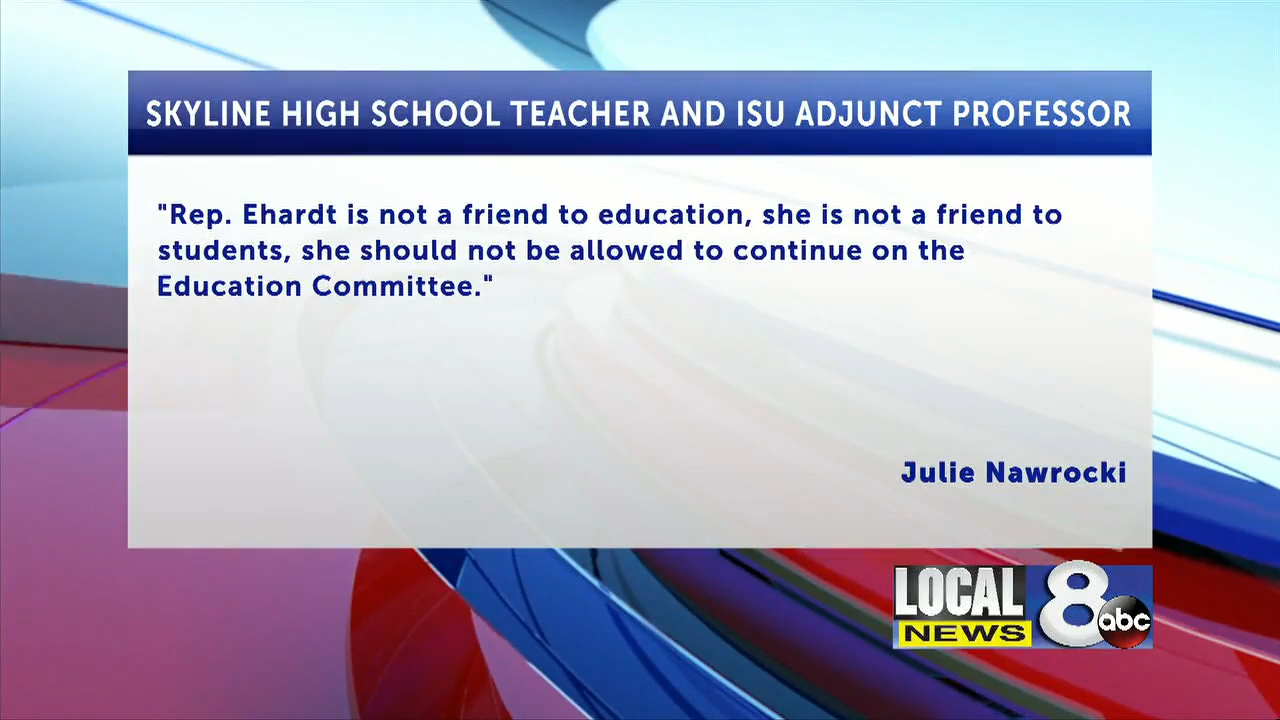 SKYLINE HIGH SCHOOL TEACHER AND ISU ADJUNCT PROFESSOR
"Rep. Ehardt is not a friend to education, she is not a friend to
students, she should not be allowed to continue on the
Education Committee."
Julie Nawrocki
LOCAL
NEWS
8
abc